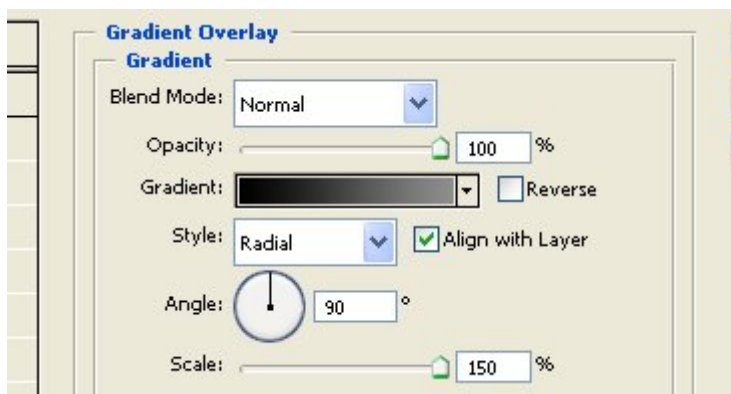 Gradient Overlay
Gradient
Blend Mode: Normal
Opacity: 100 %
Gradient: Reverse
Style: Radial Align with Layer
Angle: 90 °
Scale: 150 %